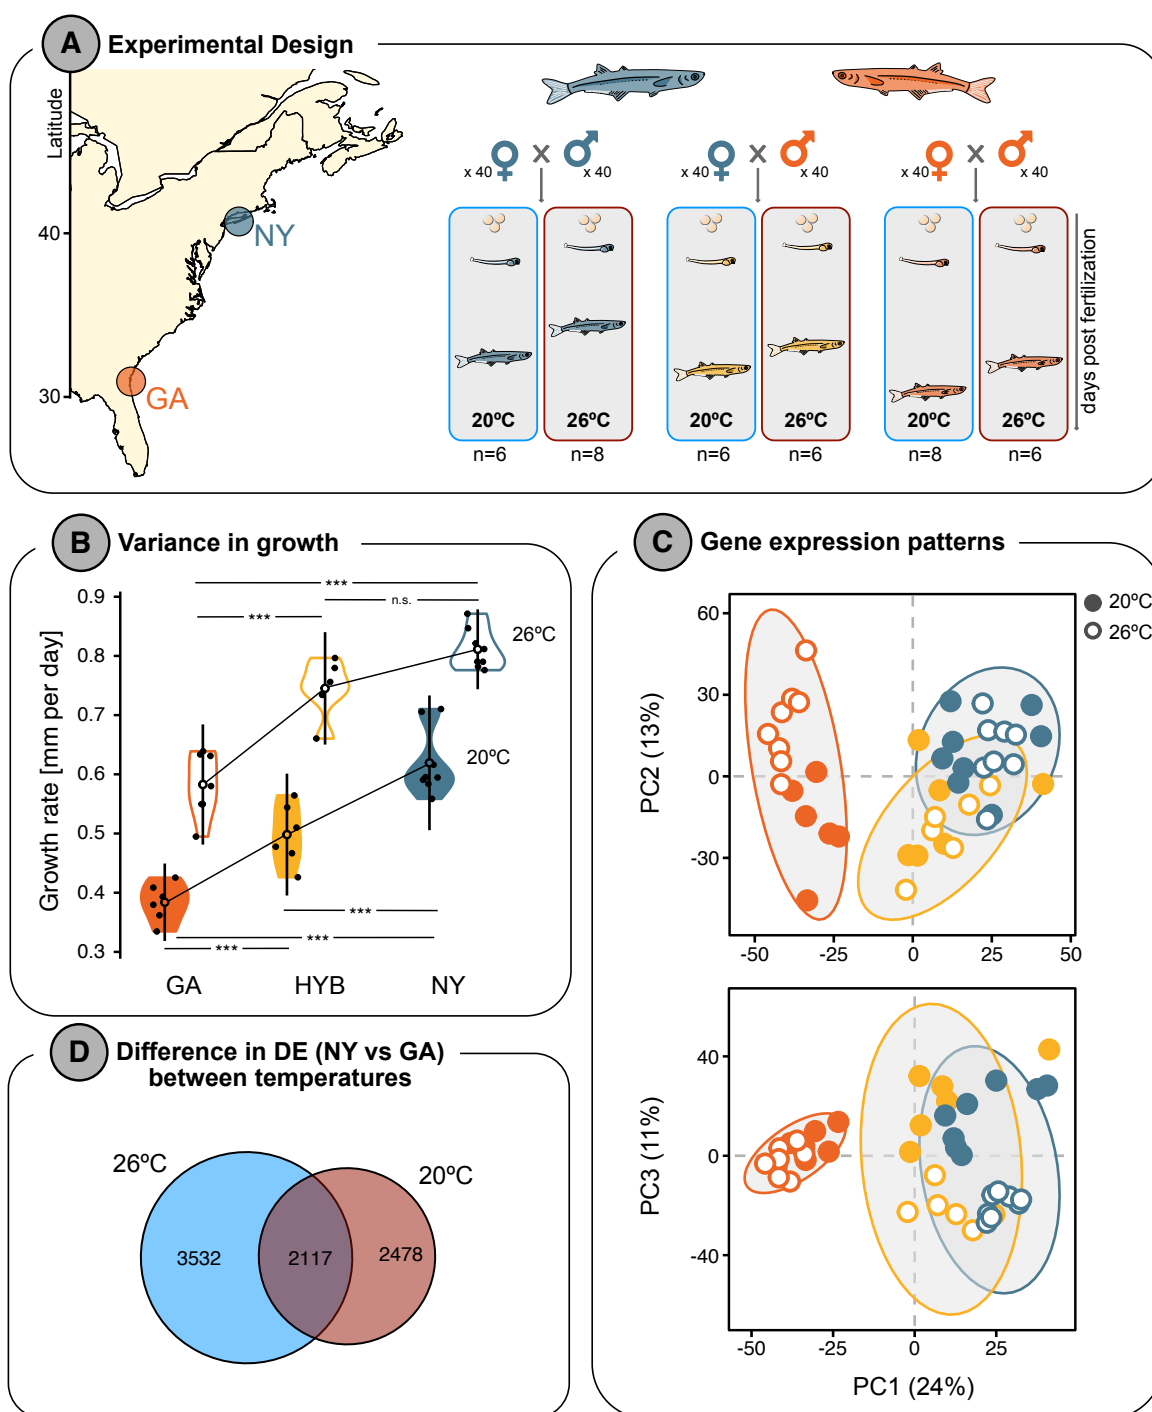 A Experimental Design
Latitude
40
30
NY
GA
x 40 ♀ x ♂ x 40
x 40 ♀ x ♂ x 40
x 40 ♀ x ♂ x 40
20ºC 26ºC 20ºC 26ºC 20ºC 26ºC
n=6 n=8 n=6 n=6 n=8 n=6
days post fertilization
B Variance in growth
Growth rate [mm per day]
0.9
0.8
0.7
0.6
0.5
0.4
0.3
***
n.s.
***
26ºC
20ºC
***
***
***
GA HYB NY
C Gene expression patterns
20ºC
26ºC
PC2 (13%)
60
30
0
-30
-50 -25 0 25 50
PC3 (11%)
40
0
-40
-50 -25 0 25
PC1 (24%)
D Difference in DE (NY vs GA)
between temperatures
26ºC
20ºC
3532 2117 2478